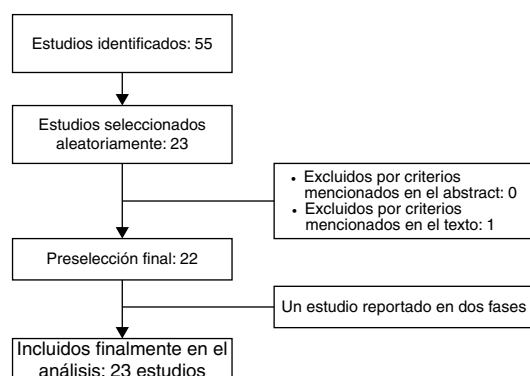 Estudios identificados: 55
Estudios seleccionados
aleatoriamente: 23
• Excluidos por criterios
mencionados en el abstract: 0
• Excluidos por criterios
mencionados en el texto: 1
Preselección final: 22
Un estudio reportado en dos fases
Incluidos finalmente en el
análisis: 23 estudios